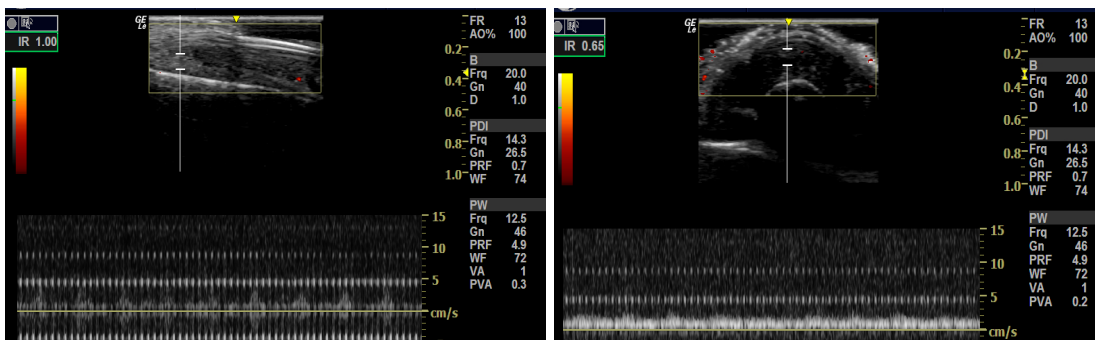 GE
Le
IR 1.00
0.2
0.4
0.6
0.8
1.0
FR 13
AO% 100
B
Frq 20.0
Gn 40
D 1.0
PDI
Frq 14.3
Gn 26.5
PRF 0.7
WF 74
PW
Frq 12.5
Gn 46
PRF 4.9
WF 72
VA 1
PVA 0.3
15
10
5
cm/s
GE
Le
IR 0.65
0.2
0.4
0.6
0.8
1.0
FR 13
AO% 100
B
Frq 20.0
Gn 40
D 1.0
PDI
Frq 14.3
Gn 26.5
PRF 0.7
WF 74
PW
Frq 12.5
Gn 46
PRF 4.9
WF 72
VA 1
PVA 0.2
15
10
5
cm/s